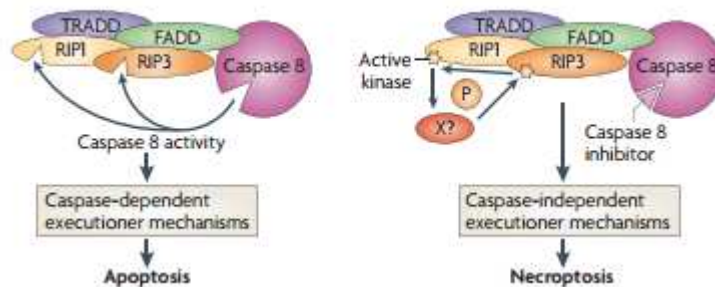 TRADD
FADD
RIP1
RIP3
Caspase 8
Caspase 8 activity
Caspase-dependent
executioner mechanisms
Apoptosis
TRADD
FADD
RIP1
RIP3
Caspase 8
Active
kinase
P
X?
Caspase 8
inhibitor
Caspase-independent
executioner mechanisms
Necroptosis